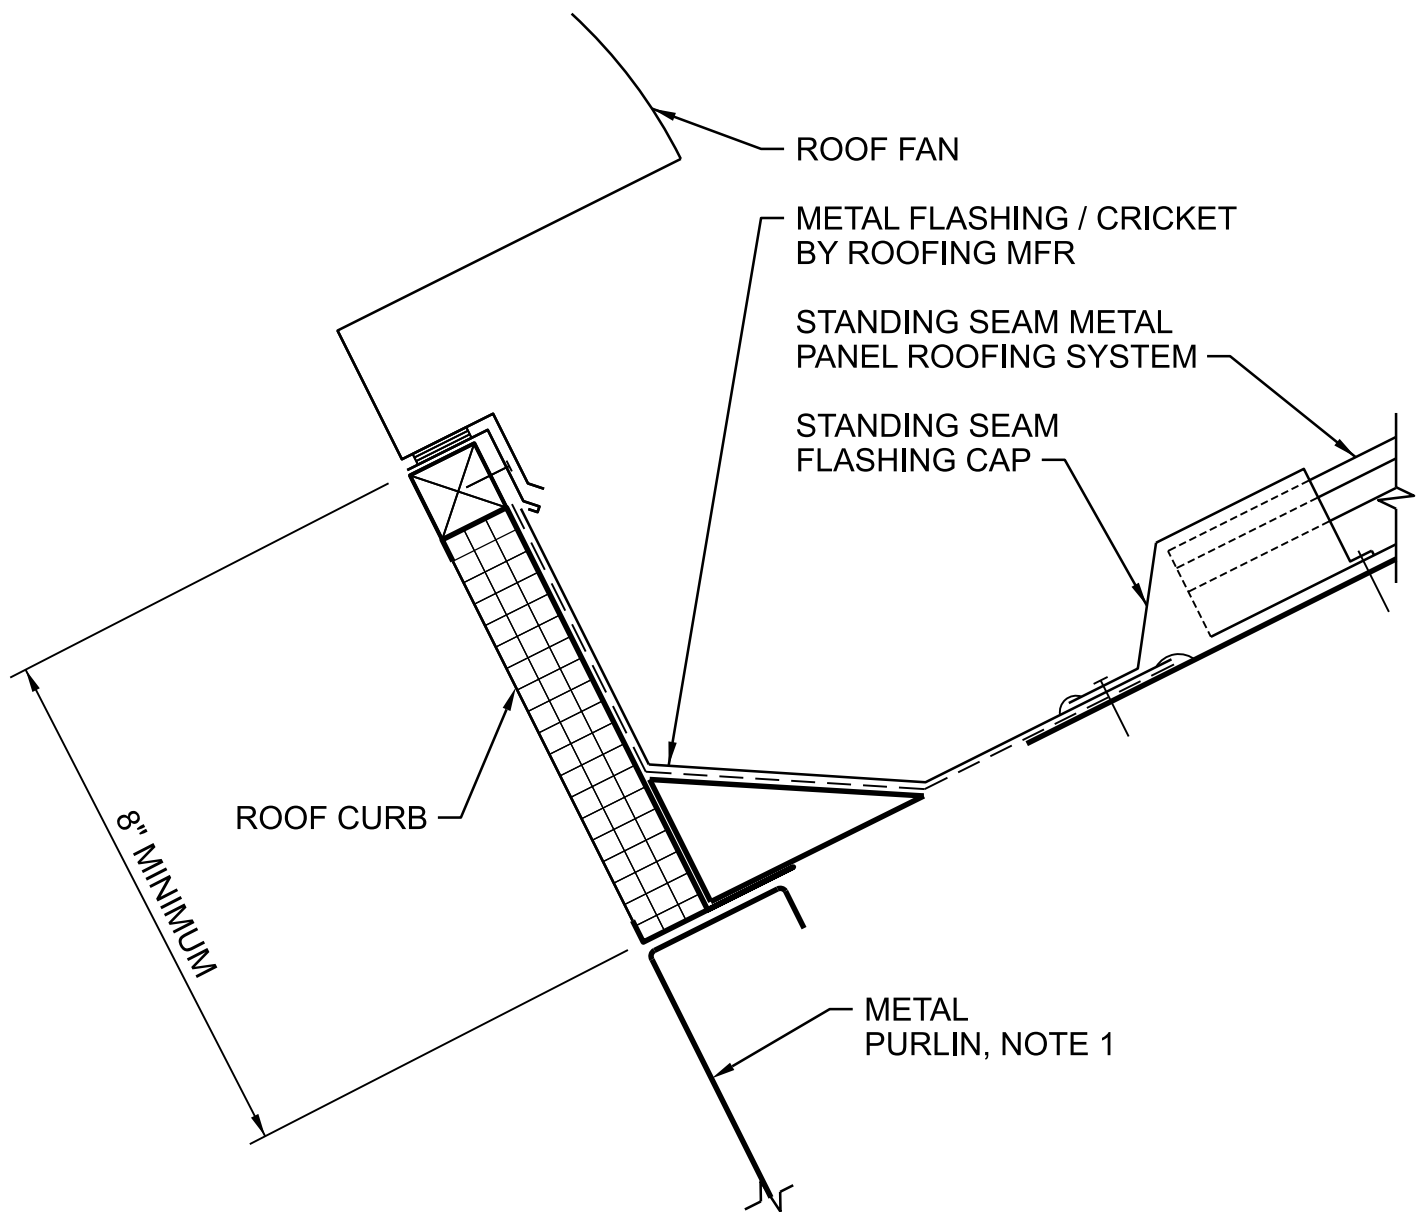 ROOF FAN
METAL FLASHING / CRICKET
BY ROOFING MFR
STANDING SEAM METAL
PANEL ROOFING SYSTEM
STANDING SEAM
FLASHING CAP
ROOF CURB
8" MINIMUM
METAL
PURLIN, NOTE 1